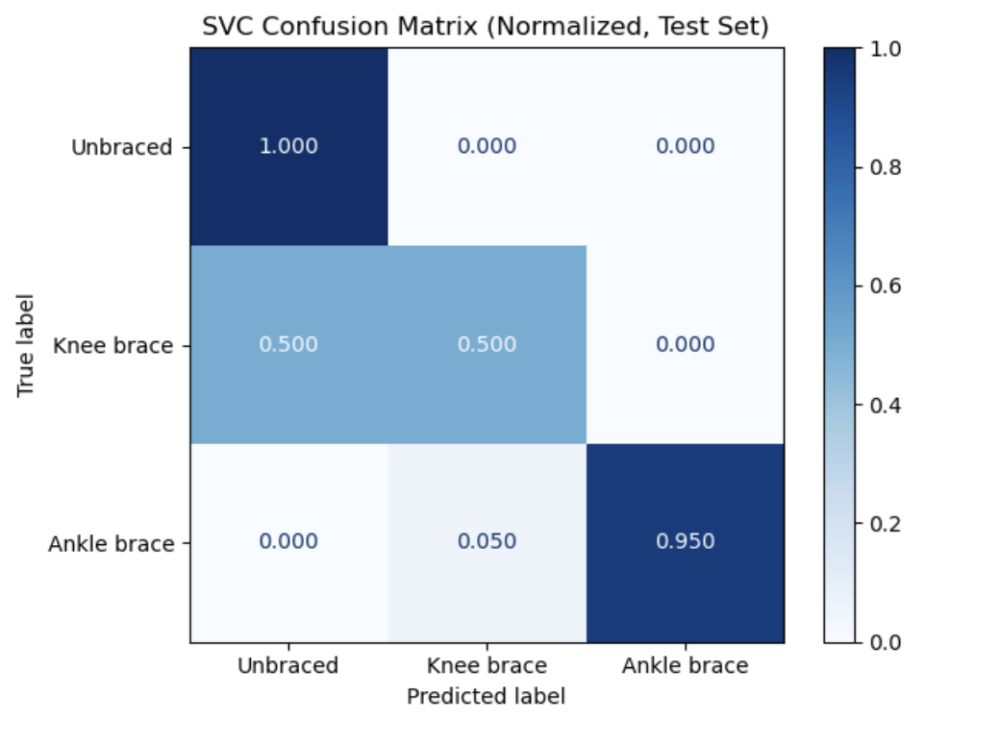 SVC Confusion Matrix (Normalized, Test Set)
True label
Unbraced 1.000 0.000 0.000
Knee brace 0.500 0.500 0.000
Ankle brace 0.000 0.050 0.950
Unbraced Knee brace Ankle brace
Predicted label
1.0
0.8
0.6
0.4
0.2
0.0